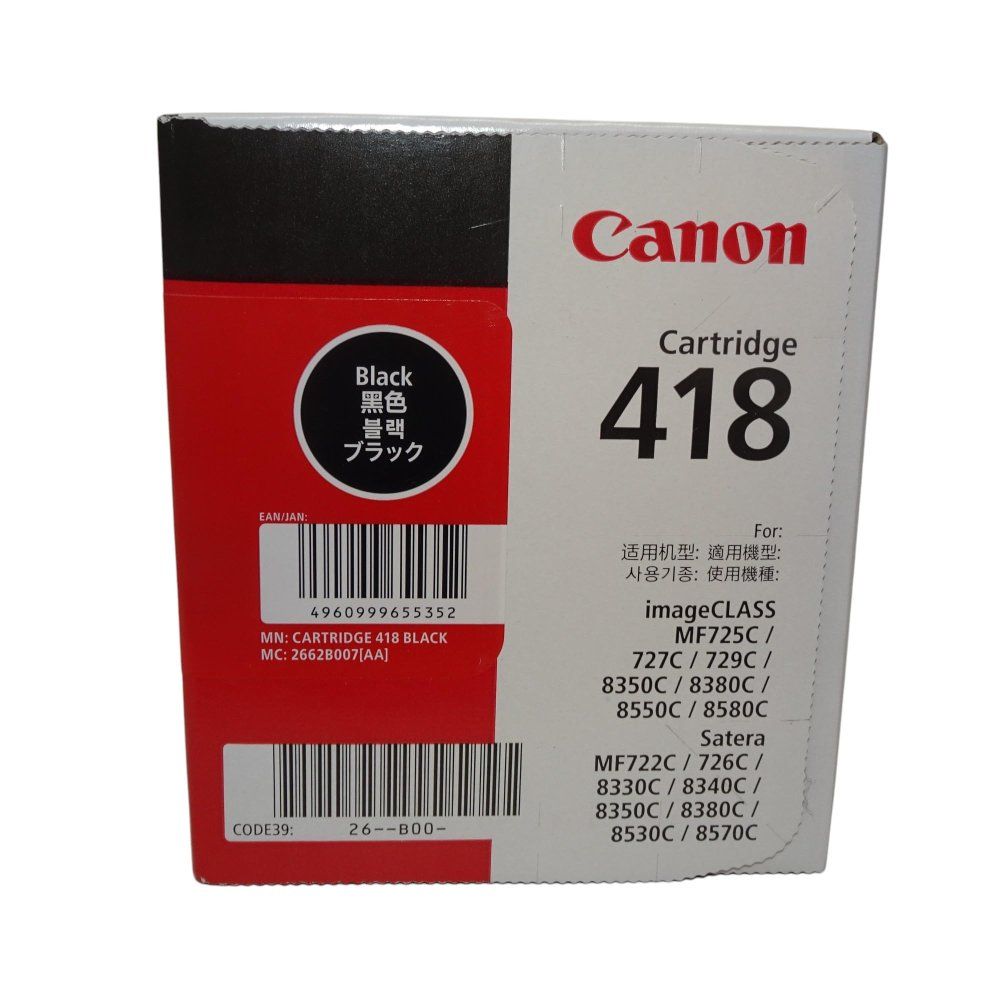 Canon
Cartridge
418
Black
黑色
블랙
ブラック
EAN/JAN:
4960999655352
MN: CARTRIDGE 418 BLACK
MC: 2662B007[AA]
CODE39:
26--B00-
For:
适用机型: 適用機型:
사용기종: 使用機種:
imageCLASS
MF725C /
727C / 729C /
8350C / 8380C /
8550C / 8580C
Satera
MF722C / 726C /
8330C / 8340C /
8350C / 8380C /
8530C / 8570C